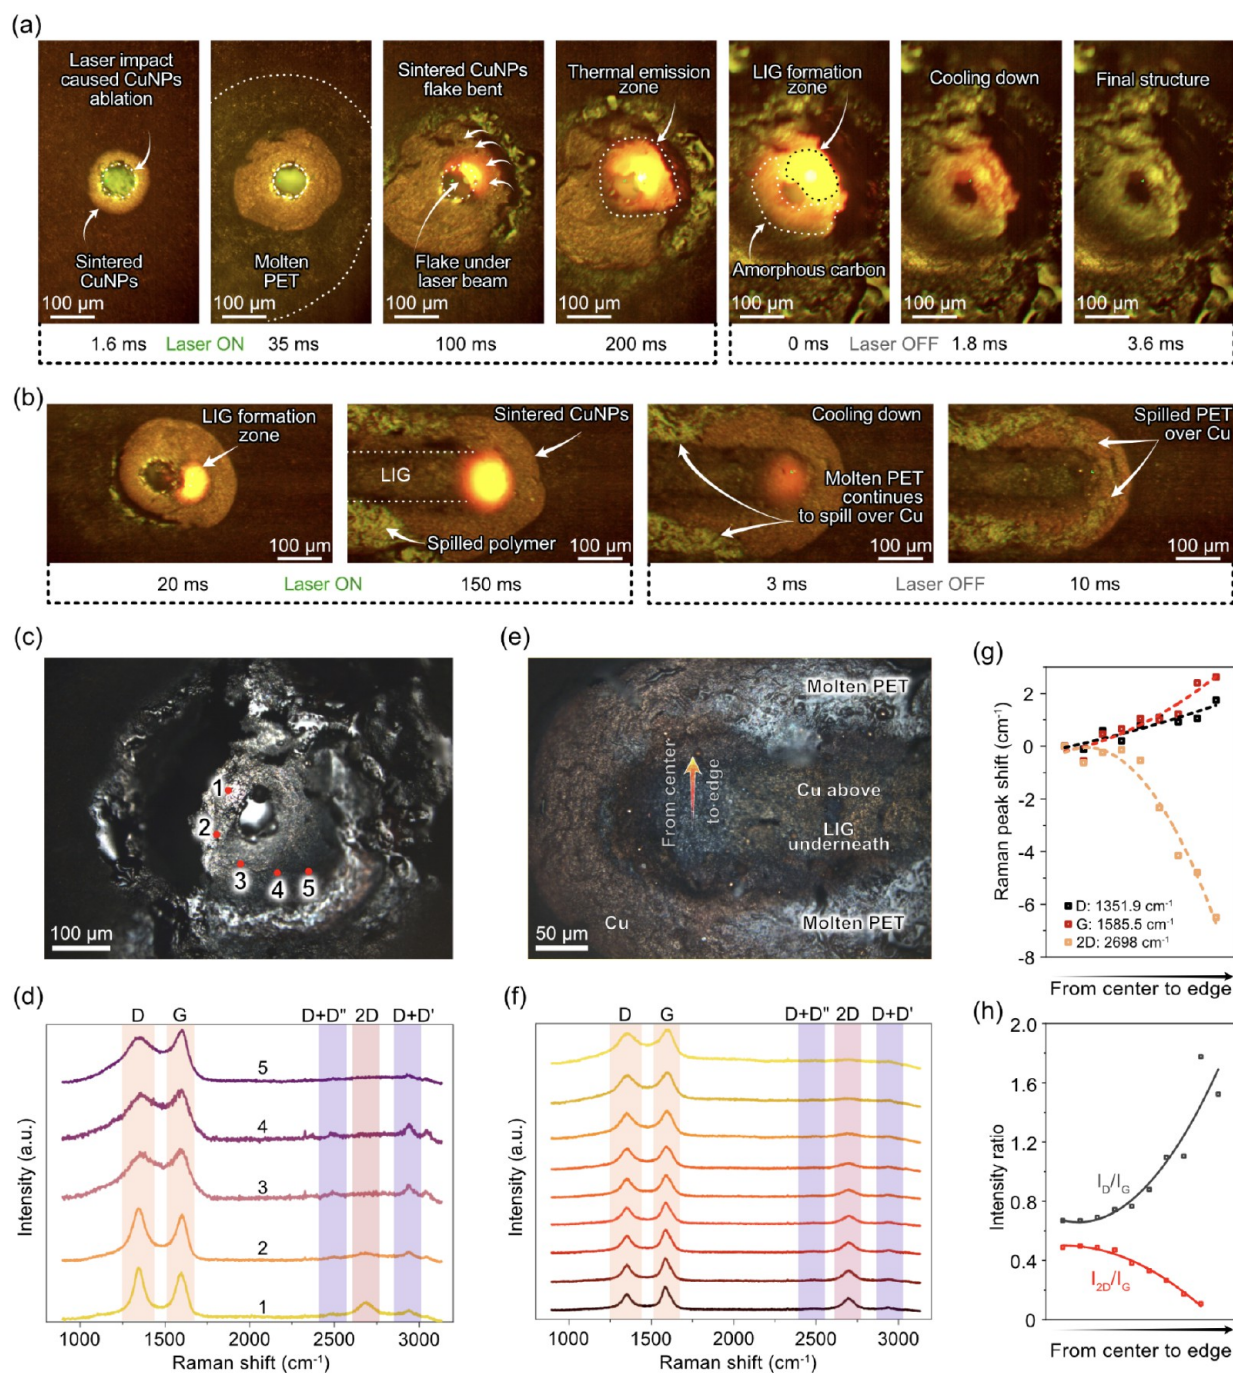 (a)
Laser impact
caused CuNPs
ablation
Sintered
CuNPs
100 µm
Molten
PET
100 µm
Sintered CuNPs
flake bent
Flake under
laser beam
100 µm
Thermal emission
zone
100 µm
LIG formation
zone
Amorphous carbon
100 µm
Cooling down
100 µm
Final structure
100 µm
1.6 ms Laser ON 35 ms 100 ms 200 ms 0 ms Laser OFF 1.8 ms 3.6 ms
(b)
LIG formation
zone
100 µm
Sintered CuNPs
LIG
Spilled polymer
100 µm
Cooling down
Molten PET
continues
to spill over Cu
100 µm
Spilled PET
over Cu
100 µm
20 ms Laser ON 150 ms 3 ms Laser OFF 10 ms
(c)
1
2
3
4
5
100 µm
(e)
Molten PET
From center
to edge
Cu above
LIG
underneath
Cu
Molten PET
50 µm
(g)
Raman peak shift (cm⁻¹)
2
0
-2
-4
-6
-8
D: 1351.9 cm⁻¹
G: 1585.5 cm⁻¹
2D: 2698 cm⁻¹
From center to edge
(d)
D G D+D" 2D D+D'
5
4
3
2
1
Intensity (a.u.)
1000 1500 2000 2500 3000
Raman shift (cm⁻¹)
(f)
D G D+D" 2D D+D'
Intensity (a.u.)
1000 1500 2000 2500 3000
Raman shift (cm⁻¹)
(h)
Intensity ratio
2.0
1.6
1.2
0.8
0.4
0.0
I_D/I_G
I_2D/I_G
From center to edge